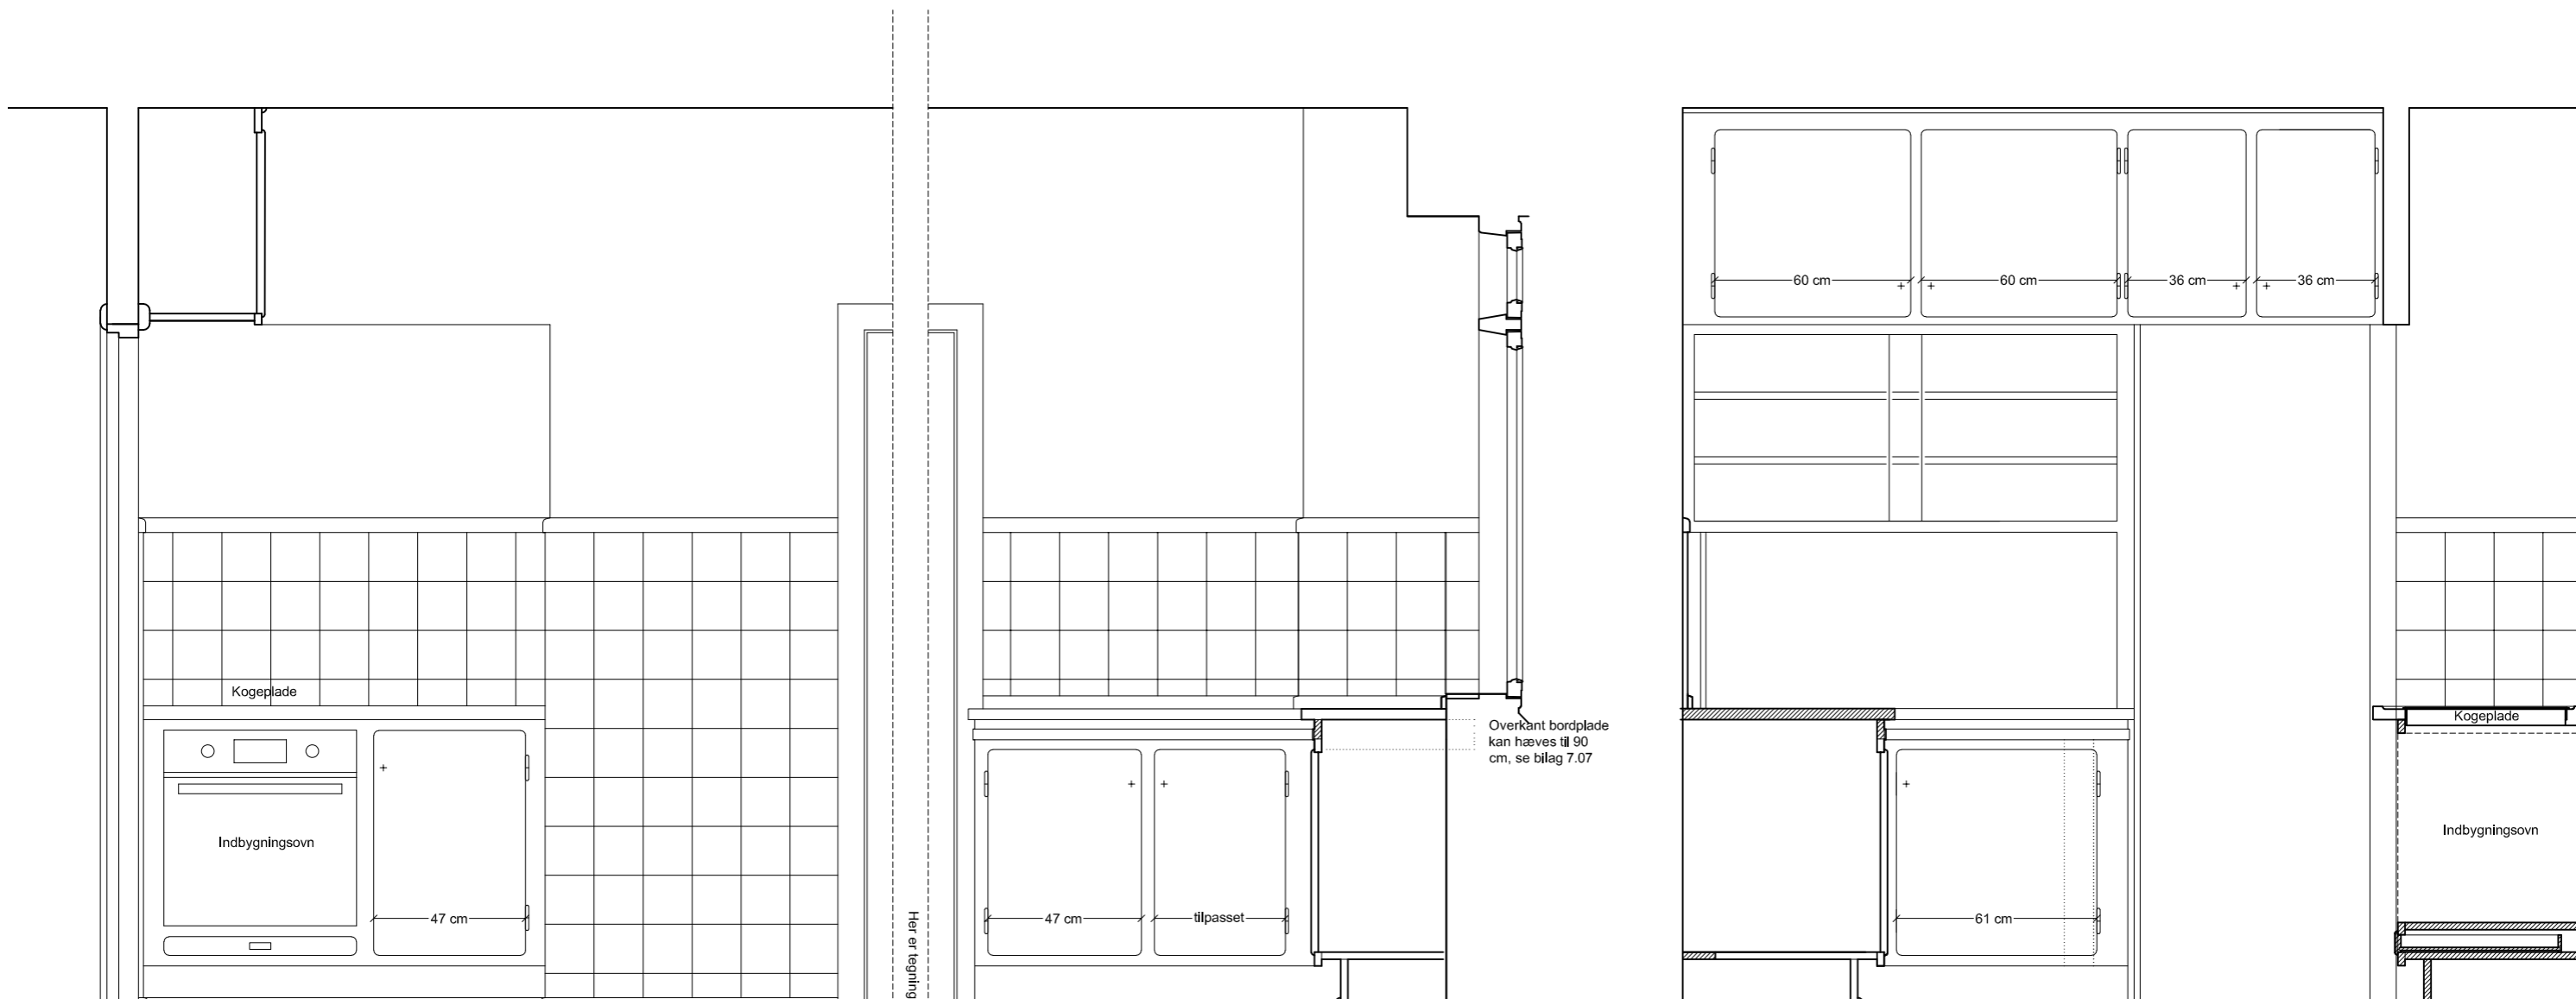 60 cm
60 cm
36 cm
36 cm
Kogeplade
Overkant bordplade
kan hæves til 90
cm, se bilag 7.07
Kogeplade
Indbygningsovn
Indbygningsovn
47 cm
47 cm
tilpasset
61 cm
Her er tegning